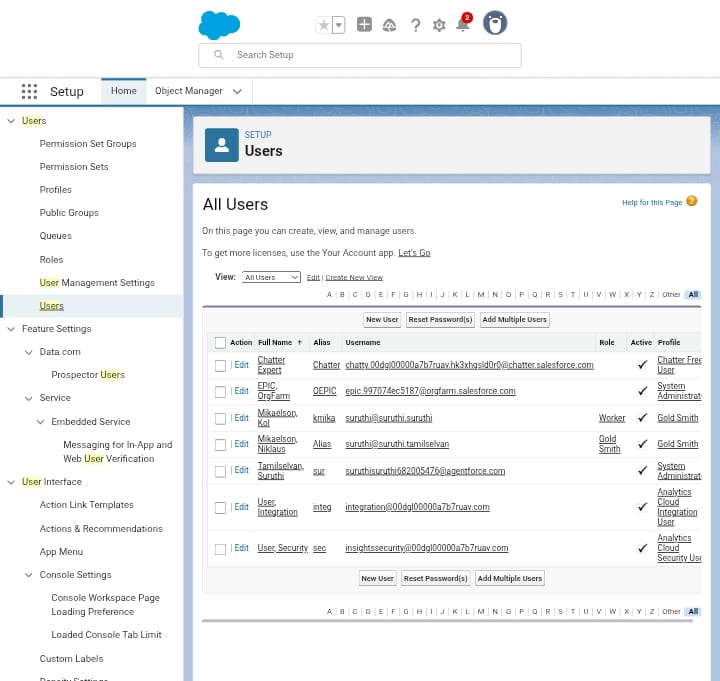 2
Search Setup
Setup
Home
Object Manager
Users
Permission Set Groups
Permission Sets
Profiles
Public Groups
Queues
Roles
User Management Settings
Users
Feature Settings
Data.com
Prospector Users
Service
Embedded Service
Messaging for In-App and
Web User Verification
User Interface
Action Link Templates
Actions & Recommendations
App Menu
Console Settings
Console Workspace Page
Loading Preference
Loaded Console Tab Limit
Custom Labels
SETUP
Users
All Users
Help for this Page ?
On this page you can create, view, and manage users.
To get more licenses, use the Your Account app. Let's Go
View: All Users Edit | Create New View
A | B | C | D | E | F | G | H | I | J | K | L | M | N | O | P | Q | R | S | T | U | V | W | X | Y | Z | Other All
New User Reset Password(s) Add Multiple Users
Action Full Name ↑ Alias Username Role Active Profile
Edit Chatter Expert Chatter chatty.00dgl00000a7b7ruav.hk3xhqsld0r0@chatter.salesforce.com Chatter Free User
Edit EPIC, OrgFarm OEPIC epic.997074ec5187@orgfarm.salesforce.com System Administrat
Edit Mikaelson, Kol kmika suruthi@suruthi.suruthi Worker Gold Smith
Edit Mikaelson, Niklaus Alias suruthi@suruthi.tamilselvan Gold Smith Gold Smith
Edit Tamilselvan, Suruthi sur suruthisuruthi682005476@agentforce.com System Administrat
Edit User, Integration integ integration@00dgl00000a7b7ruav.com Analytics Cloud Integration User
Edit User, Security sec insightssecurity@00dgl00000a7b7ruav.com Analytics Cloud Security Use
New User Reset Password(s) Add Multiple Users
A | B | C | D | E | F | G | H | I | J | K | L | M | N | O | P | Q | R | S | T | U | V | W | X | Y | Z | Other All